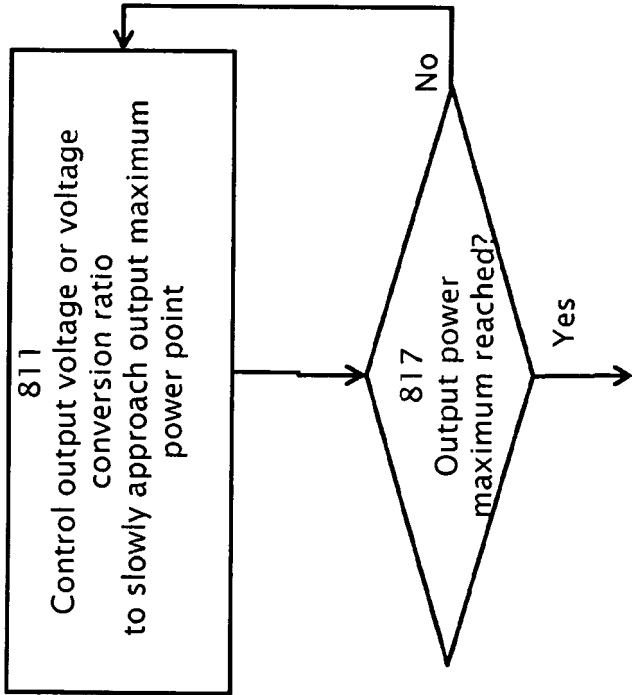 811
Control output voltage or voltage
conversion ratio
to slowly approach output maximum
power point
No
817
Output power
maximum reached?
Yes